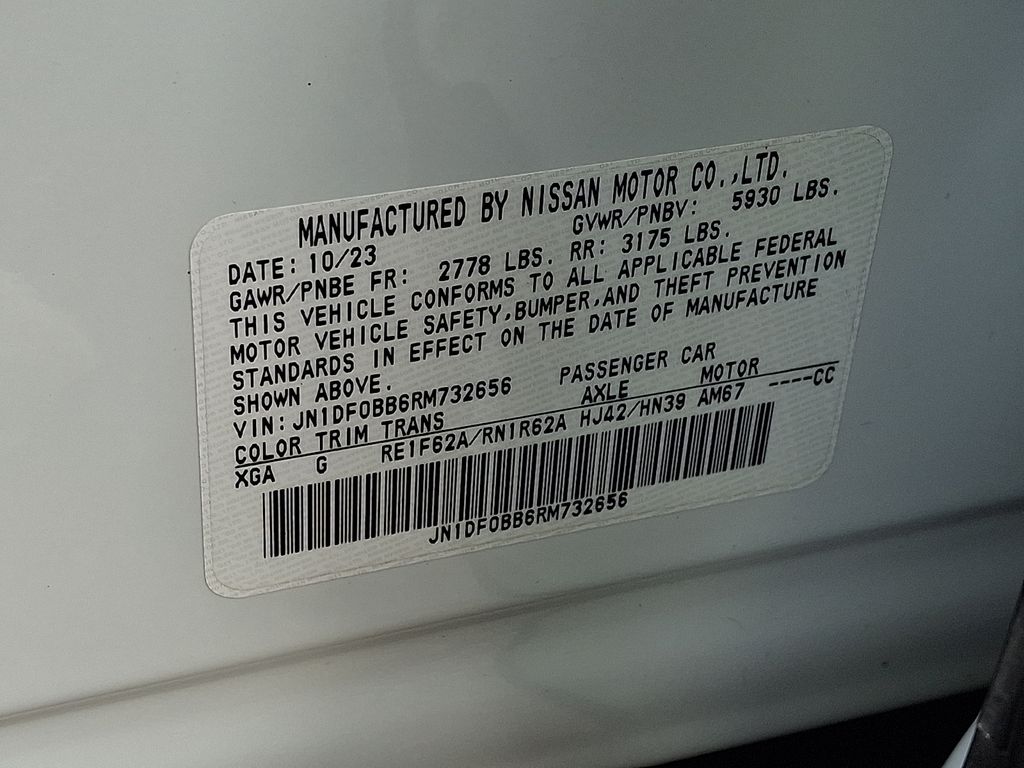 MANUFACTURED BY NISSAN MOTOR CO.,LTD.
DATE: 10/23 GVWR/PNBV: 5930 LBS.
GAWR/PNBE FR: 2778 LBS. RR: 3175 LBS.
THIS VEHICLE CONFORMS TO ALL APPLICABLE FEDERAL
MOTOR VEHICLE SAFETY,BUMPER,AND THEFT PREVENTION
STANDARDS IN EFFECT ON THE DATE OF MANUFACTURE
SHOWN ABOVE.
VIN: JN1DF0BB6RM732656 PASSENGER CAR
COLOR TRIM TRANS AXLE MOTOR
XGA G RE1F62A/RN1R62A HJ42/HN39 AM67 ----CC
JN1DF0BB6RM732656